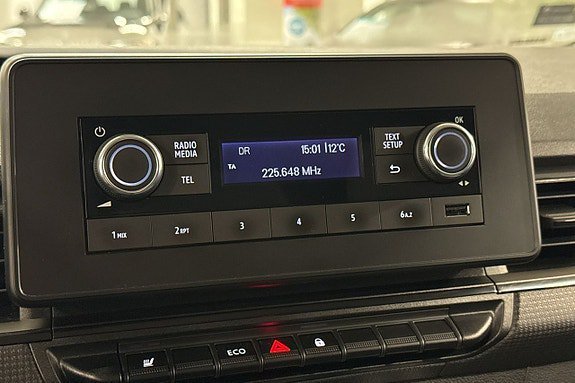 OK
RADIO
MEDIA
TEL
DR 15:01 12°C
TA
225.648 MHz
TEXT
SETUP
1 MIX 2 RPT 3 4 5 6 A.Z
ECO